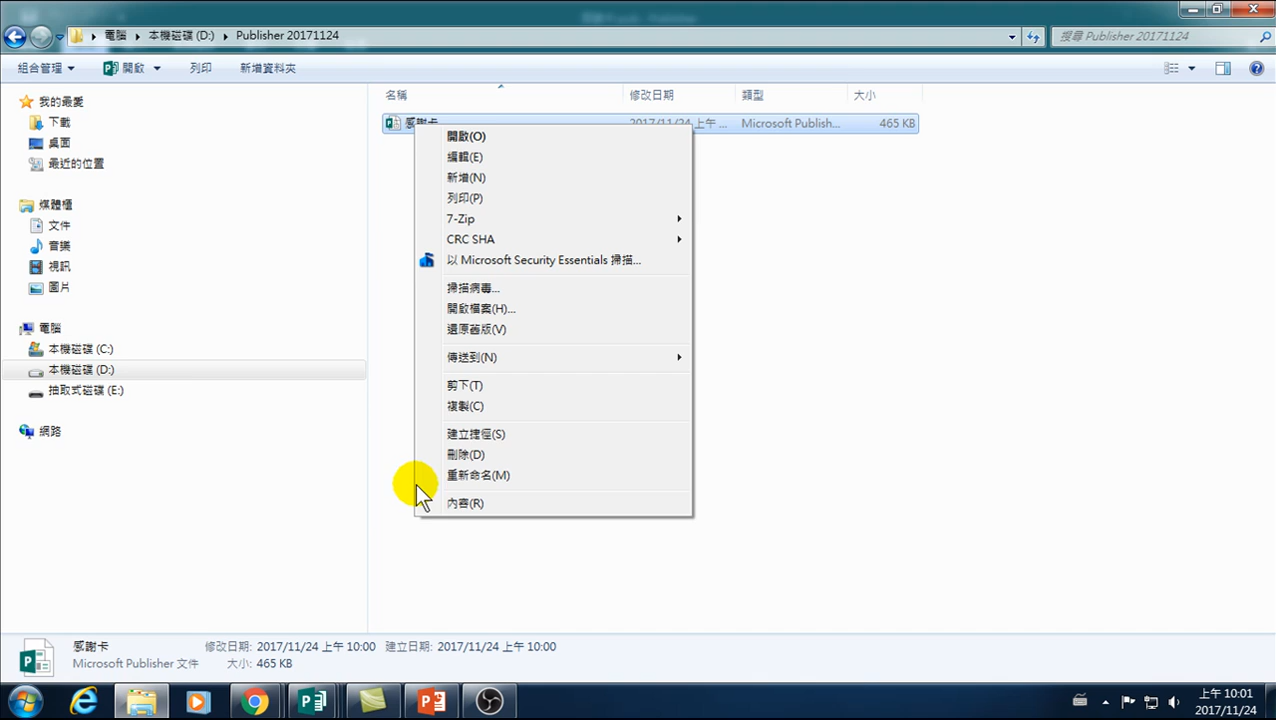 電腦 ▸ 本機磁碟 (D:) ▸ Publisher 20171124
搜尋 Publisher 20171124
組合管理 開啟 列印 新增資料夾
我的最愛
下載
桌面
最近的位置
媒體櫃
文件
音樂
視訊
圖片
電腦
本機磁碟 (C:)
本機磁碟 (D:)
抽取式磁碟 (E:)
網路
名稱 修改日期 類型 大小
感謝卡 2017/11/24 上午 ... Microsoft Publish... 465 KB
開啟(O)
編輯(E)
新增(N)
列印(P)
7-Zip
CRC SHA
以 Microsoft Security Essentials 掃描...
掃描病毒...
開啟檔案(H)...
還原舊版(V)
傳送到(N)
剪下(T)
複製(C)
建立捷徑(S)
刪除(D)
重新命名(M)
內容(R)
感謝卡 修改日期: 2017/11/24 上午 10:00 建立日期: 2017/11/24 上午 10:00
Microsoft Publisher 文件 大小: 465 KB
上午 10:01
2017/11/24